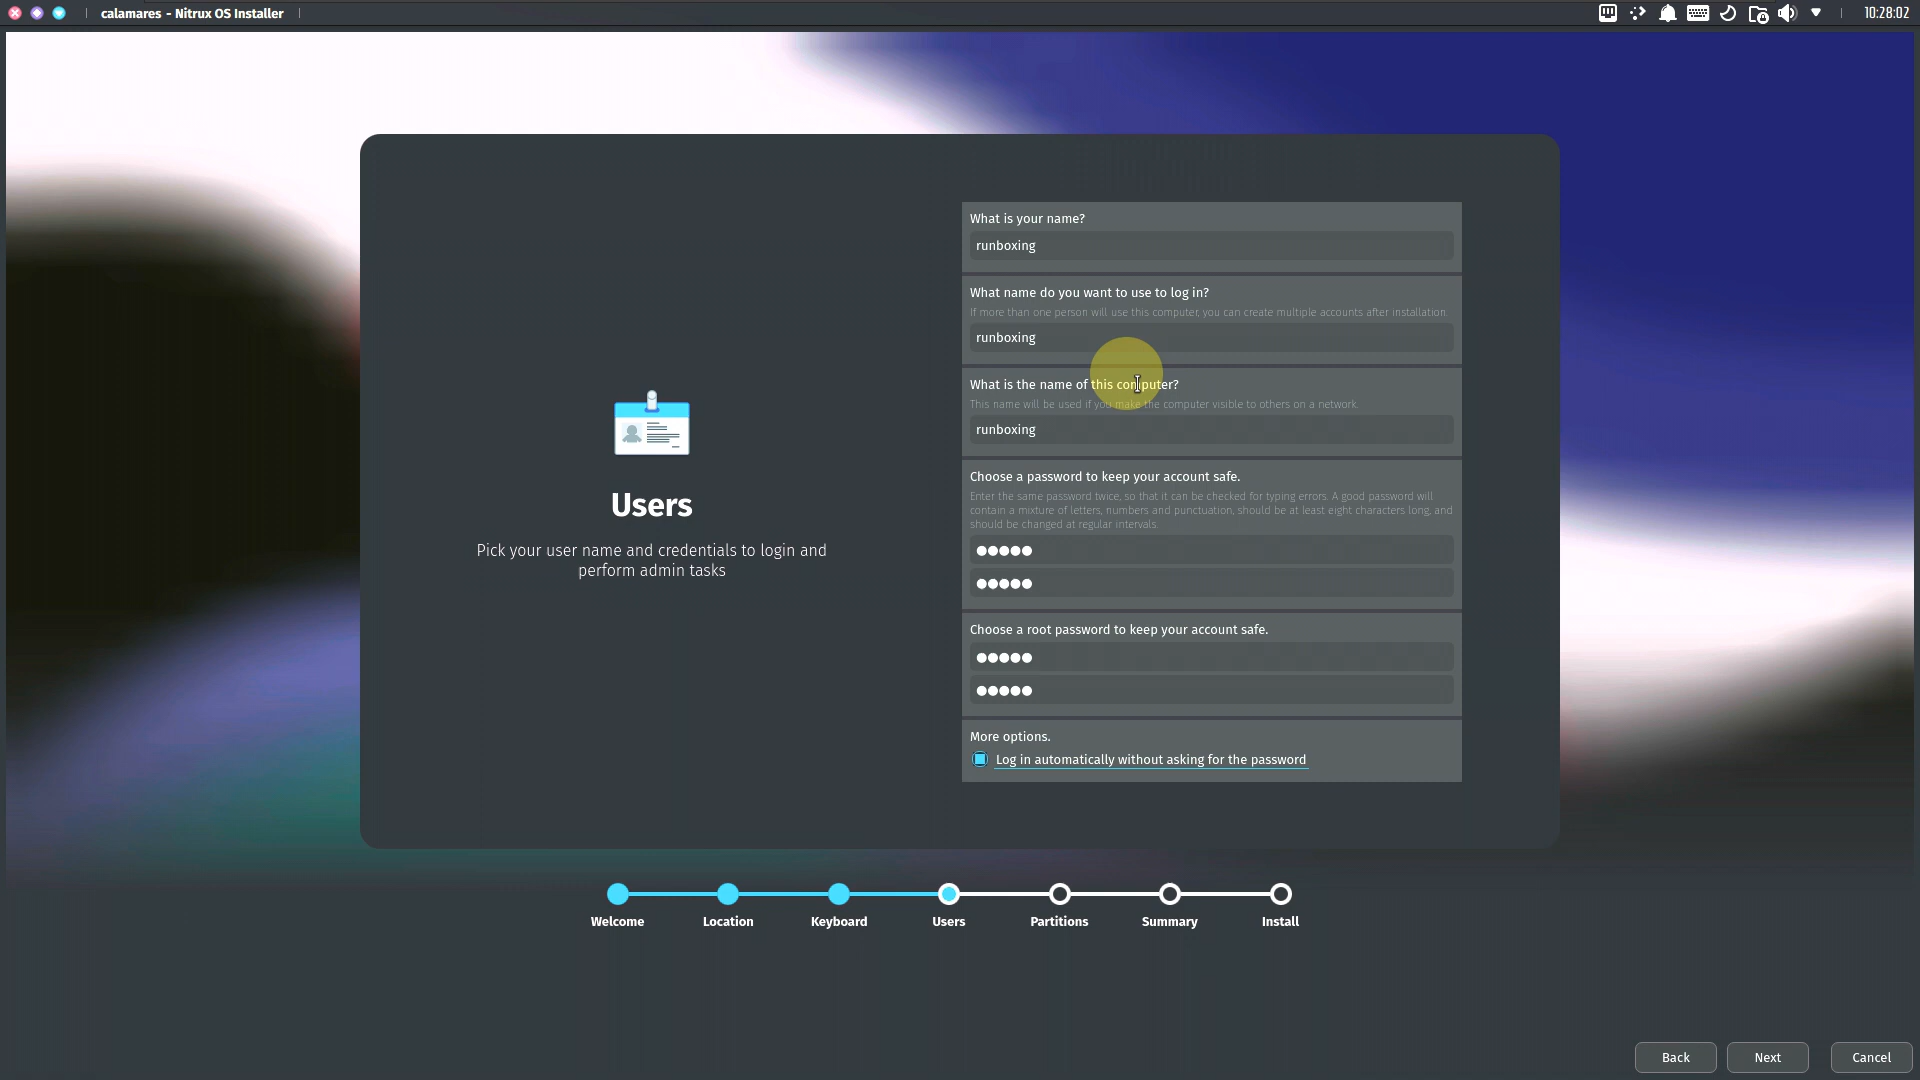 calamares - Nitrux OS Installer
10:28:02
What is your name?
runboxing
What name do you want to use to log in?
If more than one person will use this computer, you can create multiple accounts after installation.
runboxing
What is the name of this computer?
This name will be used if you make the computer visible to others on a network.
runboxing
Choose a password to keep your account safe.
Enter the same password twice, so that it can be checked for typing errors. A good password will
contain a mixture of letters, numbers and punctuation, should be at least eight characters long, and
should be changed at regular intervals.
●●●●●
●●●●●
Choose a root password to keep your account safe.
●●●●●
●●●●●
More options.
Log in automatically without asking for the password
Users
Pick your user name and credentials to login and
perform admin tasks
Welcome Location Keyboard Users Partitions Summary Install
Back Next Cancel